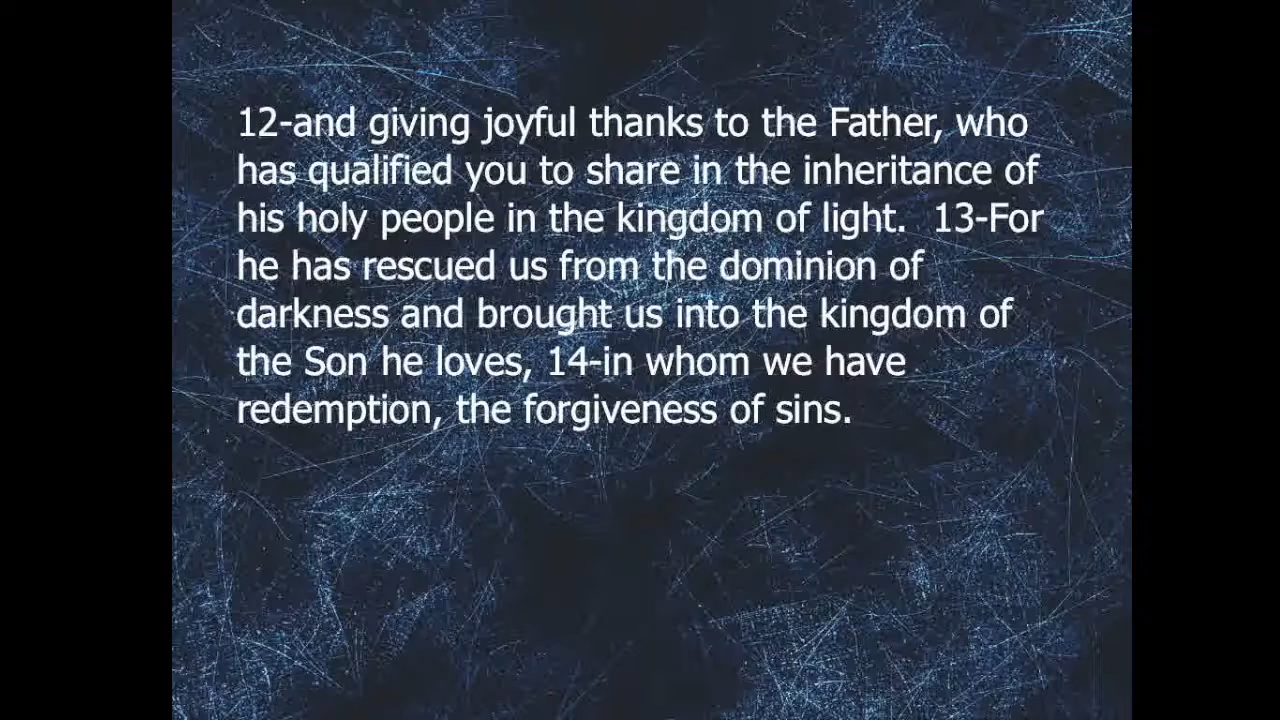 12-and giving joyful thanks to the Father, who
has qualified you to share in the inheritance of
his holy people in the kingdom of light.  13-For
he has rescued us from the dominion of
darkness and brought us into the kingdom of
the Son he loves, 14-in whom we have
redemption, the forgiveness of sins.